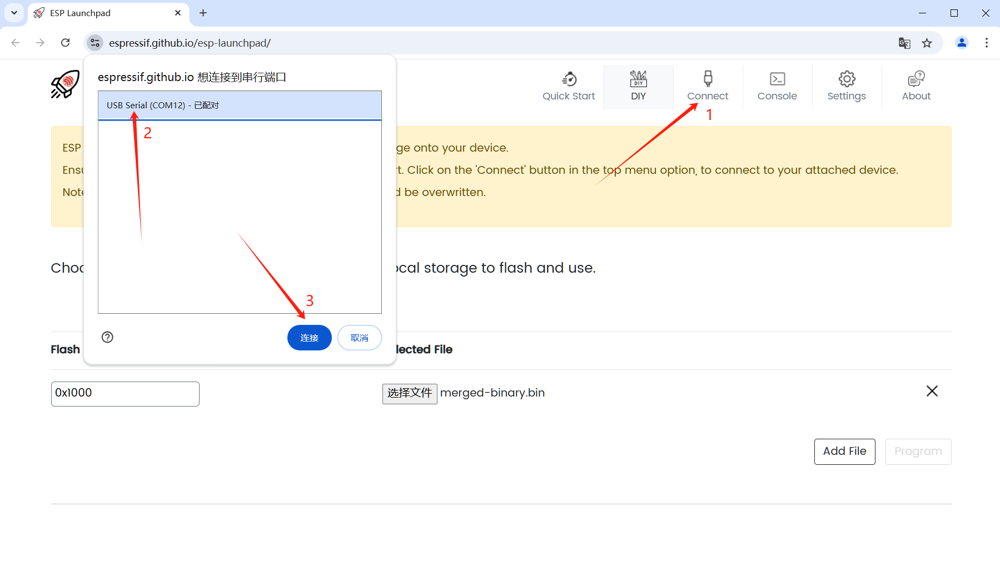 ESP Launchpad
espressif.github.io/esp-launchpad/
espressif.github.io 想连接到串行端口
USB Serial (COM12) - 已配对
2
3
连接
取消
Quick Start
DIY
DIY
Connect
Console
Settings
About
1
ESP
ge onto your device.
t. Click on the 'Connect' button in the top menu option, to connect to your attached device.
be overwritten.
ocal storage to flash and use.
Flash
lected File
0x1000
选择文件 merged-binary.bin
Add File
Program